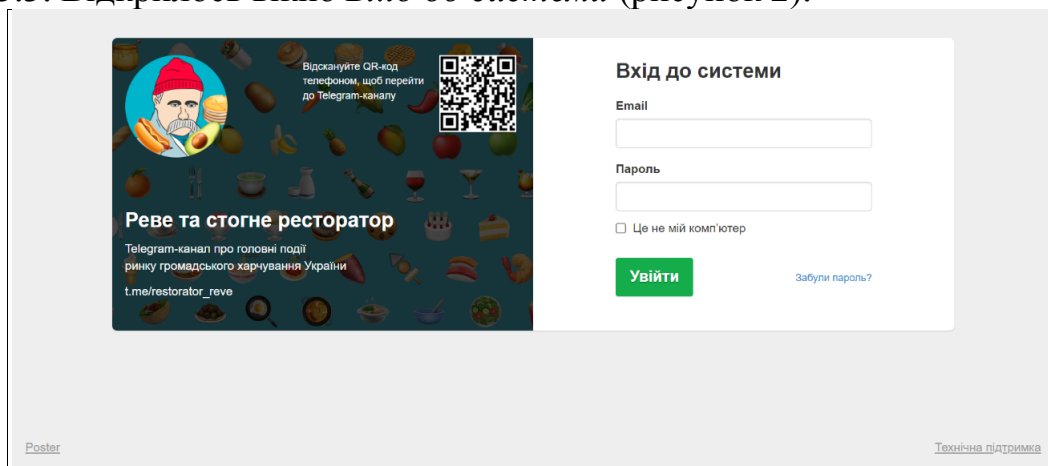 Відскануйте QR-код
телефоном, щоб перейти
до Telegram-каналу
Реве та стогне ресторатор
Telegram-канал про головні події
ринку громадського харчування України
t.me/restorator_reve
Вхід до системи
Email
Пароль
Це не мій комп'ютер
Увійти
Забули пароль?
Poster
Технічна підтримка